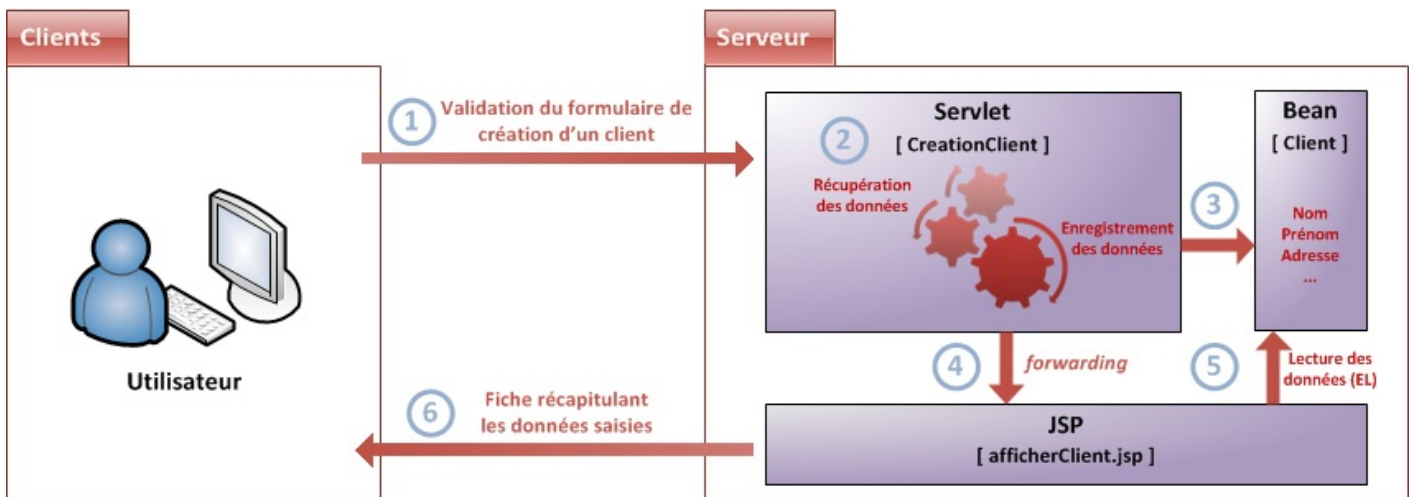 Clients
Serveur
1
Validation du formulaire de
création d'un client
Servlet
[ CreationClient ]
2
Récupération
des données
Enregistrement
des données
3
Bean
[ Client ]
Nom
Prénom
Adresse
...
Utilisateur
4
forwarding
5
Lecture des
données (EL)
6
Fiche récapitulant
les données saisies
JSP
[ afficherClient.jsp ]